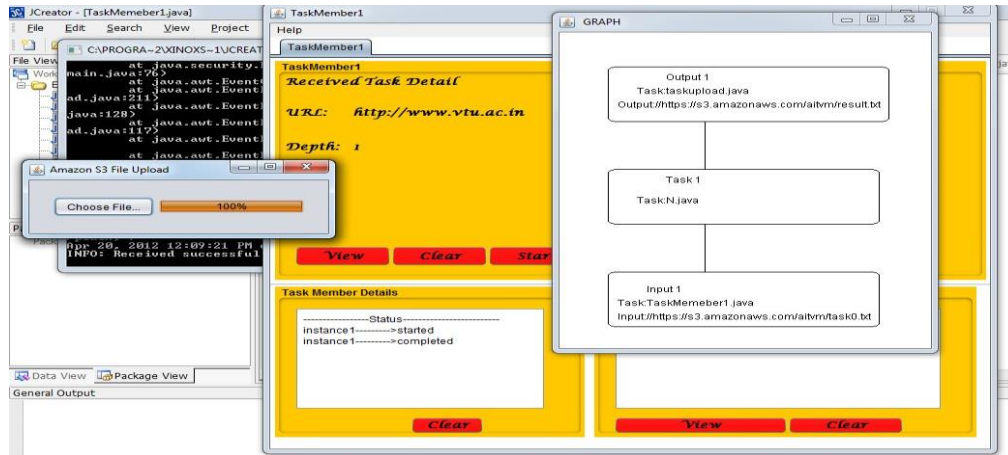 JCreator - [TaskMemeber1.java]
File Edit Search View Project
File View
C:\PROGRA~2\XINOXS~1\JCREAT
at java.security.
main.java:76)
at java.awt.Event
ad.java:211)
at java.awt.Event
java:128)
at java.awt.Event
ad.java:117)
at java.awt.Event
at java.awt.Event
Amazon S3 File Upload
Choose File...
100%
Apr 20, 2012 12:09:21 PM
INFO: Received successful
Data View
Package View
General Output
TaskMember1
Help
TaskMember1
TaskMember1
Received Task Detail
URL: http://www.vtu.ac.in
Depth: 1
View
Clear
Star
Task Member Details
-----------------Status-------------------------
instance1--------->started
instance1--------->completed
Clear
View
Clear
GRAPH
Output 1
Task:taskupload.java
Output://https://s3.amazonaws.com/aitvm/result.txt
Task 1
Task:N.java
Input 1
Task:TaskMemeber1.java
Input://https://s3.amazonaws.com/aitvm/task0.txt